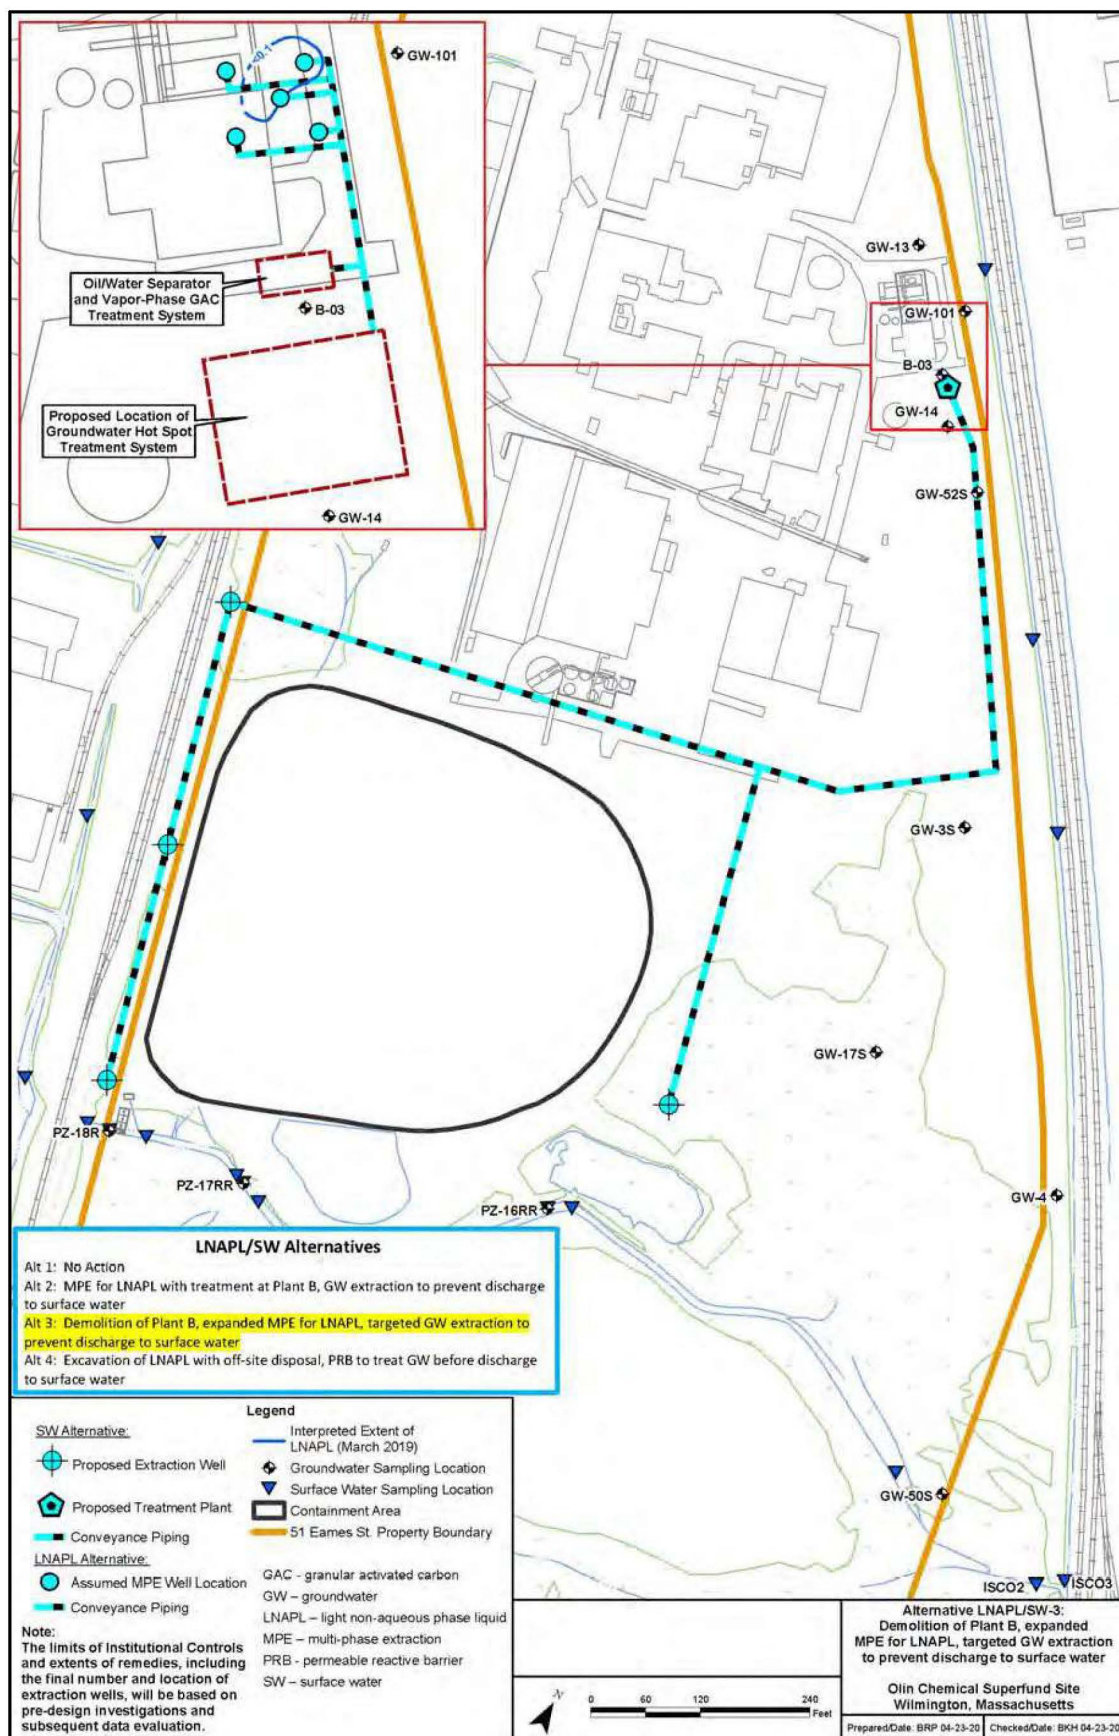 <0.1
GW-101
Oil/Water Separator
and Vapor-Phase GAC
Treatment System
B-03
Proposed Location of
Groundwater Hot Spot
Treatment System
GW-14
GW-13
GW-101
B-03
GW-14
GW-52S
GW-3S
GW-17S
PZ-18R
PZ-17RR
PZ-16RR
GW-4
GW-50S
ISCO2
ISCO3
LNAPL/SW Alternatives
Alt 1: No Action
Alt 2: MPE for LNAPL with treatment at Plant B, GW extraction to prevent discharge
to surface water
Alt 3: Demolition of Plant B, expanded MPE for LNAPL, targeted GW extraction to
prevent discharge to surface water
Alt 4: Excavation of LNAPL with off-site disposal, PRB to treat GW before discharge
to surface water
Legend
SW Alternative:
Proposed Extraction Well
Proposed Treatment Plant
Conveyance Piping
LNAPL Alternative:
Assumed MPE Well Location
Conveyance Piping
Interpreted Extent of
LNAPL (March 2019)
Groundwater Sampling Location
Surface Water Sampling Location
Containment Area
51 Eames St. Property Boundary
GAC - granular activated carbon
GW – groundwater
LNAPL – light non-aqueous phase liquid
MPE – multi-phase extraction
PRB - permeable reactive barrier
SW – surface water
Note:
The limits of Institutional Controls
and extents of remedies, including
the final number and location of
extraction wells, will be based on
pre-design investigations and
subsequent data evaluation.
N
0 60 120 240
Feet
Alternative LNAPL/SW-3:
Demolition of Plant B, expanded
MPE for LNAPL, targeted GW extraction
to prevent discharge to surface water
Olin Chemical Superfund Site
Wilmington, Massachusetts
Prepared/Date: BRP 04-23-20
Checked/Date: BKH 04-23-20